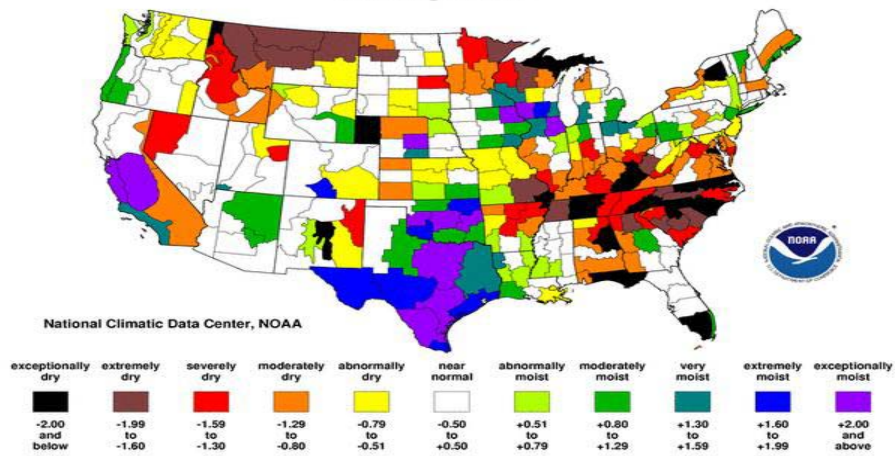 NOAA
National Climatic Data Center, NOAA
exceptionally dry
extremely dry
severely dry
moderately dry
abnormally dry
near normal
abnormally moist
moderately moist
very moist
extremely moist
exceptionally moist
-2.00 and below
-1.99 to -1.60
-1.59 to -1.30
-1.29 to -0.80
-0.79 to -0.51
-0.50 to +0.50
+0.51 to +0.79
+0.80 to +1.29
+1.30 to +1.59
+1.60 to +1.99
+2.00 and above